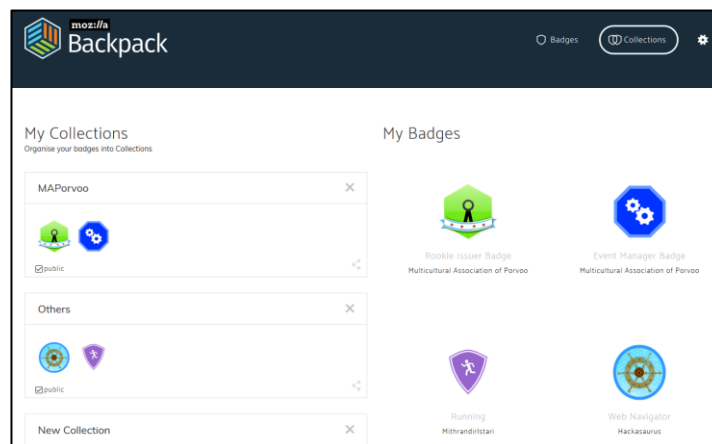 moz://a
Backpack
Badges
Collections
My Collections
Organise your badges into Collections
MAPorvoo
public
Others
public
New Collection
My Badges
Rookie Issuer Badge
Multicultural Association of Porvoo
Event Manager Badge
Multicultural Association of Porvoo
Running
MithrandirIstari
Web Navigator
Hackasaurus